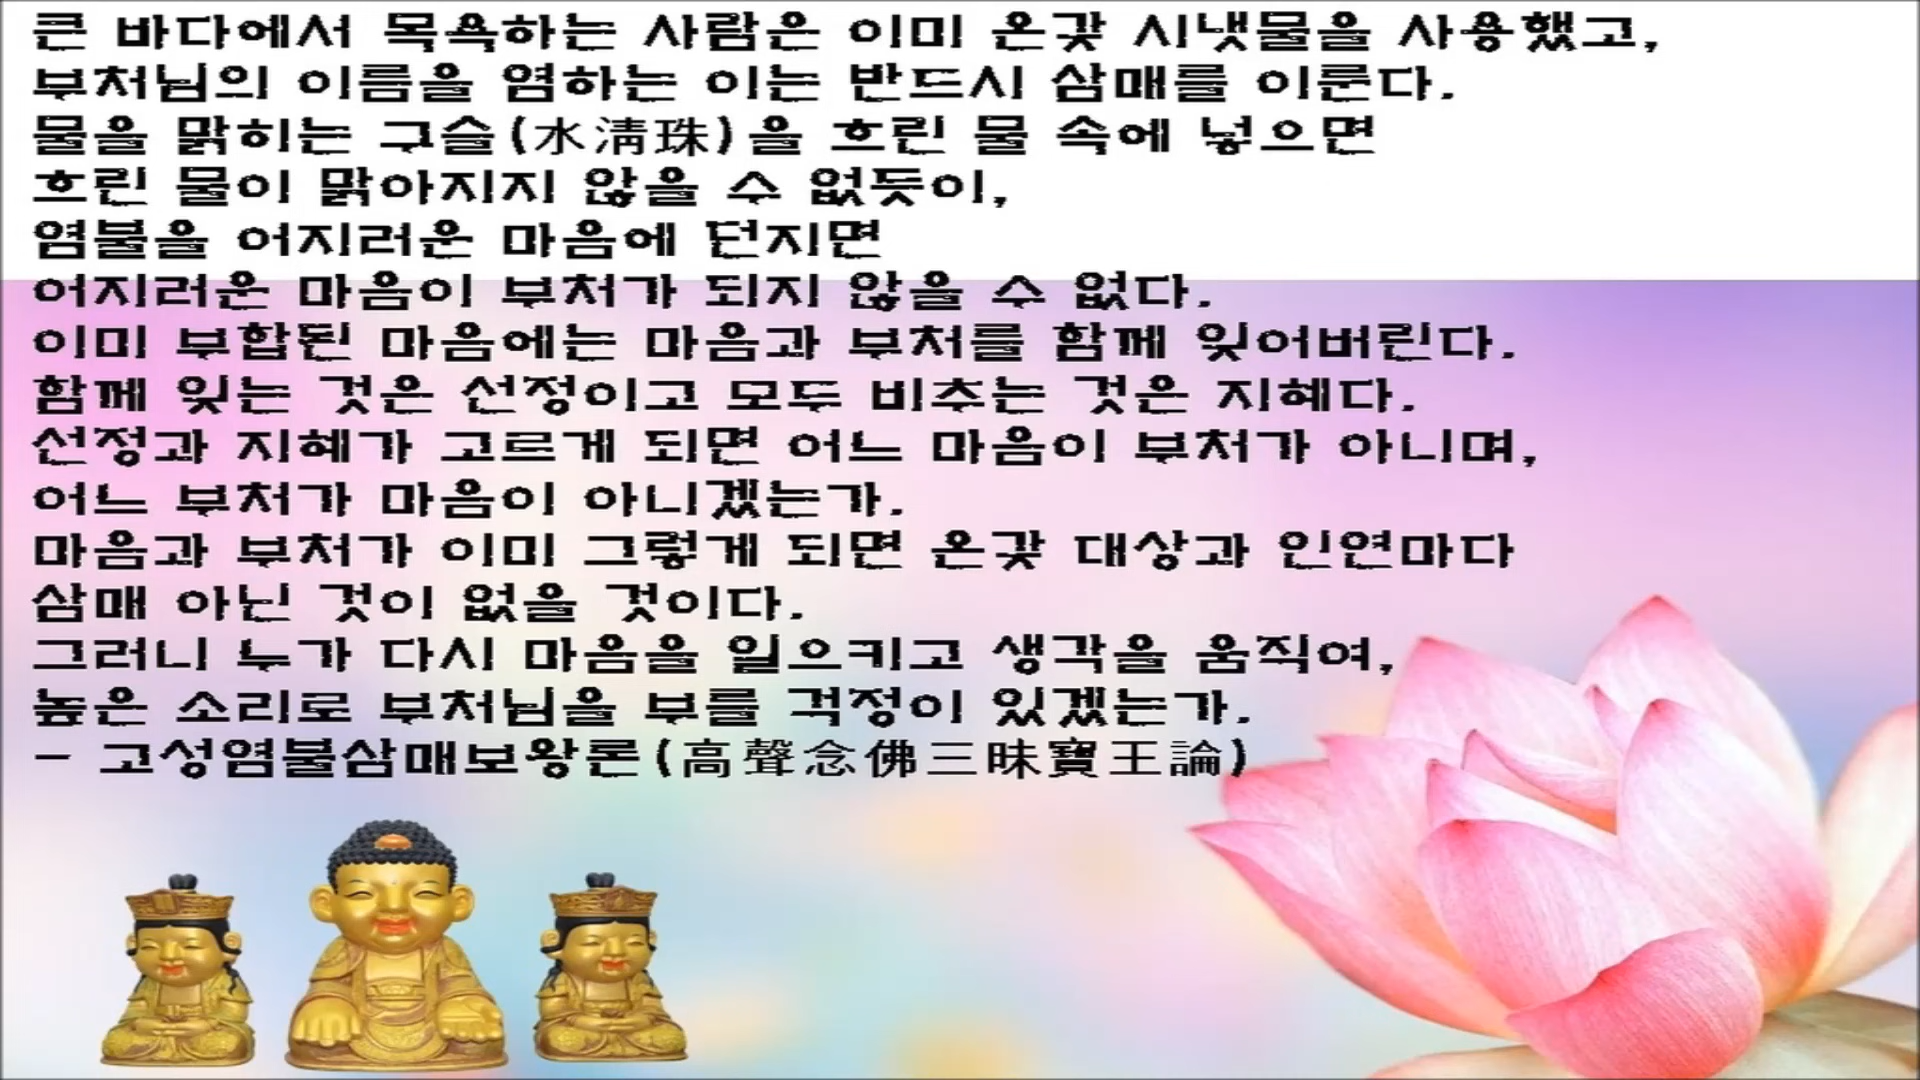 큰 바다에서 목욕하는 사람은 이미 온갖 시냇물을 사용했고,
부처님의 이름을 염하는 이는 반드시 삼매를 이룬다.
물을 맑히는 구슬(水淸珠)을 흐린 물 속에 넣으면
흐린 물이 맑아지지 않을 수 없듯이,
염불을 어지러운 마음에 던지면
어지러운 마음이 부처가 되지 않을 수 없다.
이미 부합된 마음에는 마음과 부처를 함께 잊어버린다.
함께 잊는 것은 선정이고 모두 비추는 것은 지혜다.
선정과 지혜가 고르게 되면 어느 마음이 부처가 아니며,
어느 부처가 마음이 아니겠는가.
마음과 부처가 이미 그렇게 되면 온갖 대상과 인연마다
삼매 아닌 것이 없을 것이다.
그러니 누가 다시 마음을 일으키고 생각을 움직여,
높은 소리로 부처님을 부를 걱정이 있겠는가.
- 고성염불삼매보왕론(高聲念佛三昧寶王論)